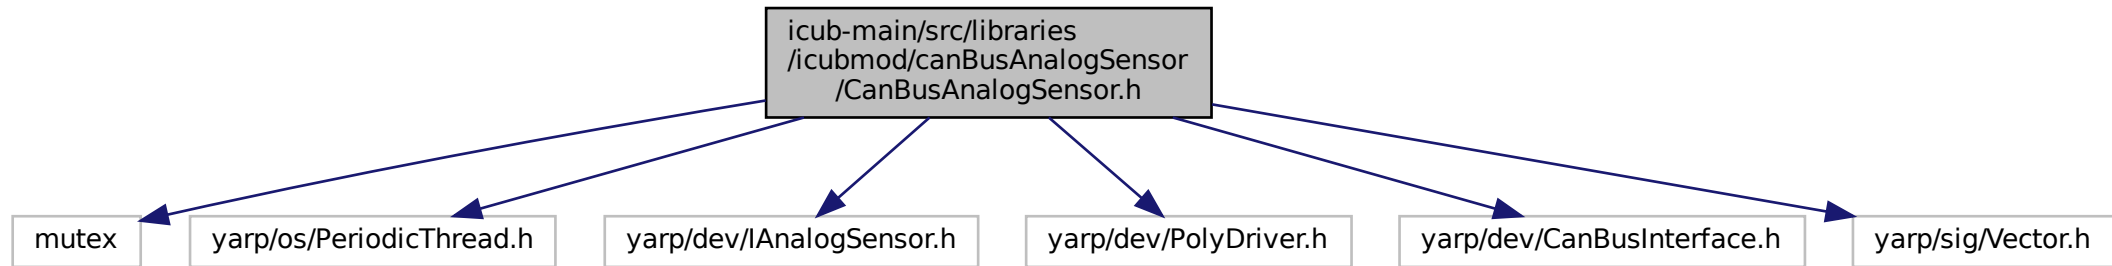 icub-main/src/libraries
/icubmod/canBusAnalogSensor
/CanBusAnalogSensor.h
mutex
yarp/os/PeriodicThread.h
yarp/dev/IAnalogSensor.h
yarp/dev/PolyDriver.h
yarp/dev/CanBusInterface.h
yarp/sig/Vector.h